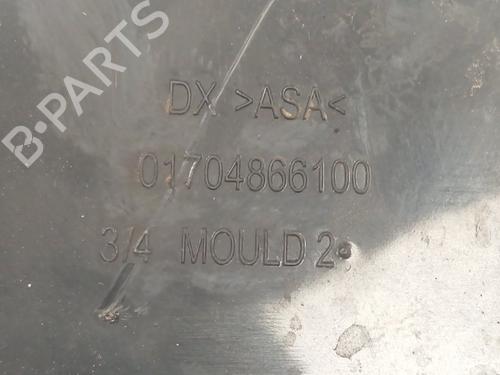 B-PARTS
DX >ASA<
01704866100
3/4 MOULD 2